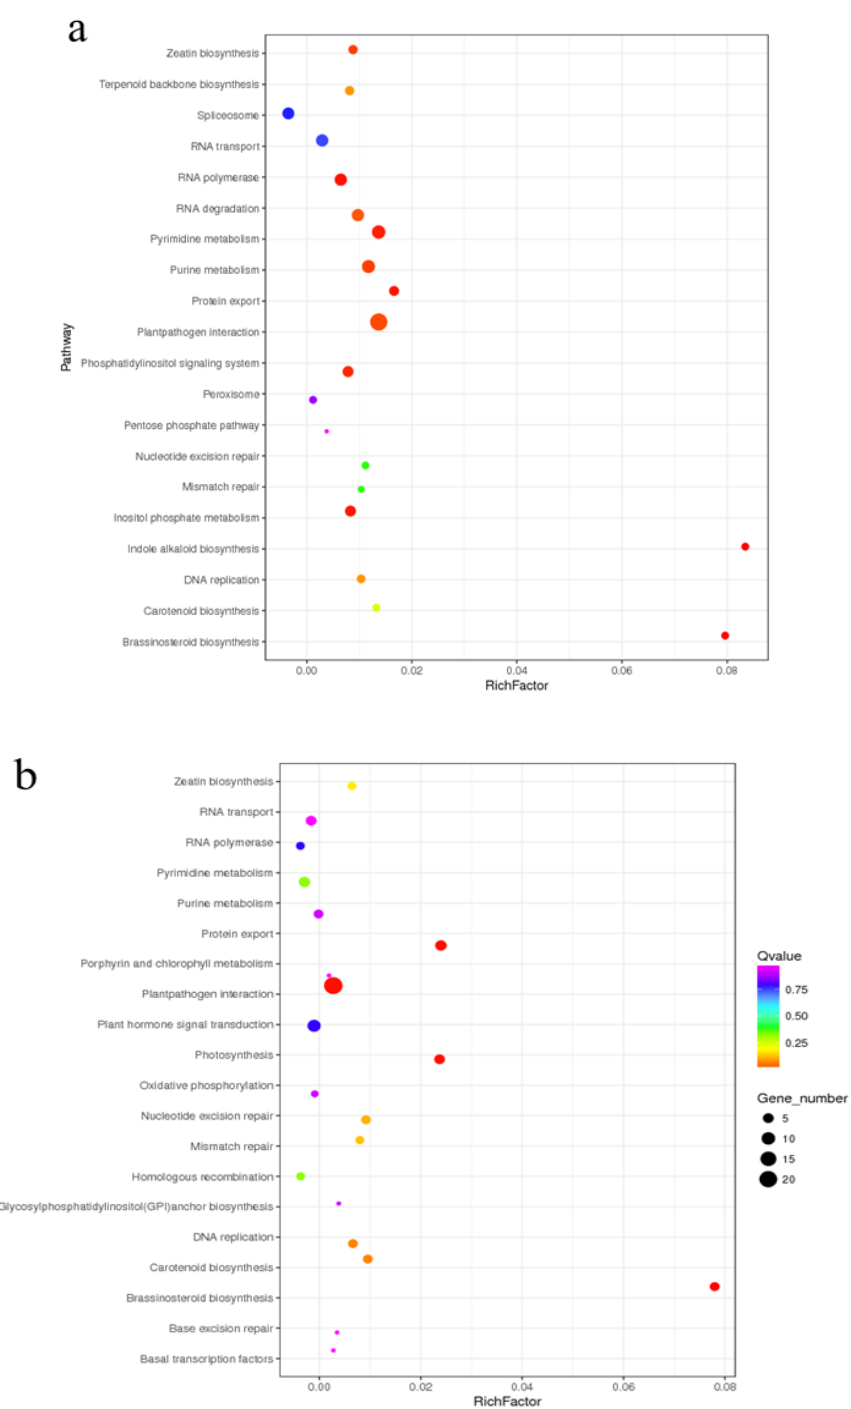 a
Zeatin biosynthesis
Terpenoid backbone biosynthesis
Spliceosome
RNA transport
RNA polymerase
RNA degradation
Pyrimidine metabolism
Purine metabolism
Protein export
Plantpathogen interaction
Phosphatidylinositol signaling system
Peroxisome
Pentose phosphate pathway
Nucleotide excision repair
Mismatch repair
Inositol phosphate metabolism
Indole alkaloid biosynthesis
DNA replication
Carotenoid biosynthesis
Brassinosteroid biosynthesis
Pathway
0.00 0.02 0.04 0.06 0.08
RichFactor
b
Zeatin biosynthesis
RNA transport
RNA polymerase
Pyrimidine metabolism
Purine metabolism
Protein export
Porphyrin and chlorophyll metabolism
Plantpathogen interaction
Plant hormone signal transduction
Photosynthesis
Oxidative phosphorylation
Nucleotide excision repair
Mismatch repair
Homologous recombination
Glycosylphosphatidylinositol(GPI)anchor biosynthesis
DNA replication
Carotenoid biosynthesis
Brassinosteroid biosynthesis
Base excision repair
Basal transcription factors
0.00 0.02 0.04 0.06 0.08
RichFactor
Qvalue
0.75
0.50
0.25
Gene_number
5
10
15
20